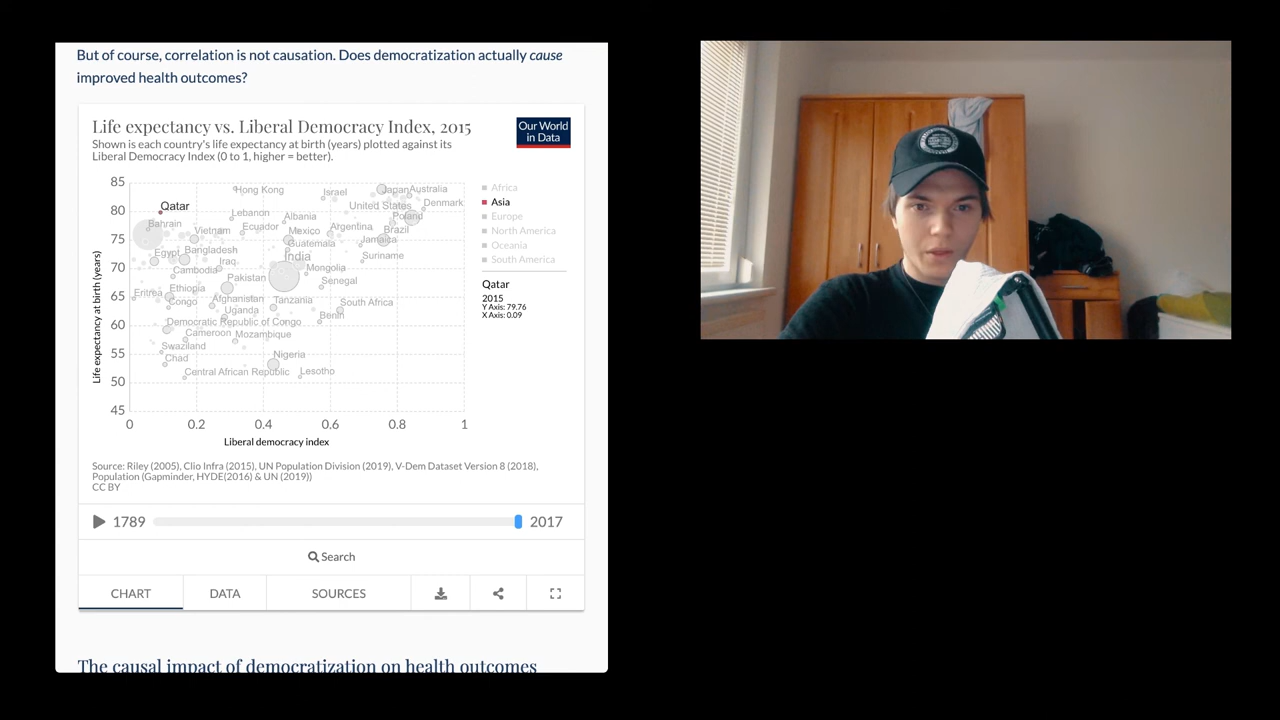 But of course, correlation is not causation. Does democratization actually cause
improved health outcomes?
Life expectancy vs. Liberal Democracy Index, 2015
Our World
in Data
Shown is each country's life expectancy at birth (years) plotted against its
Liberal Democracy Index (0 to 1, higher = better).
85
80
75
70
65
60
55
50
45
Life expectancy at birth (years)
Hong Kong
Israel
Japan
Australia
Qatar
United States
Denmark
Lebanon
Albania
Poland
Bahrain
Vietnam
Ecuador
Mexico
Argentina
Brazil
Guatemala
Jamaica
Egypt
Bangladesh
Iraq
India
Suriname
Cambodia
Mongolia
Pakistan
Senegal
Eritrea
Ethiopia
Congo
Afghanistan
Tanzania
South Africa
Uganda
Benin
Democratic Republic of Congo
Cameroon
Mozambique
Swaziland
Chad
Nigeria
Central African Republic
Lesotho
0
0.2
0.4
0.6
0.8
1
Liberal democracy index
Africa
Asia
Europe
North America
Oceania
South America
Qatar
2015
Y Axis: 79.76
X Axis: 0.09
Source: Riley (2005), Clio Infra (2015), UN Population Division (2019), V-Dem Dataset Version 8 (2018),
Population (Gapminder, HYDE(2016) & UN (2019))
CC BY
1789
2017
Search
CHART
DATA
SOURCES
The causal impact of democratization on health outcomes